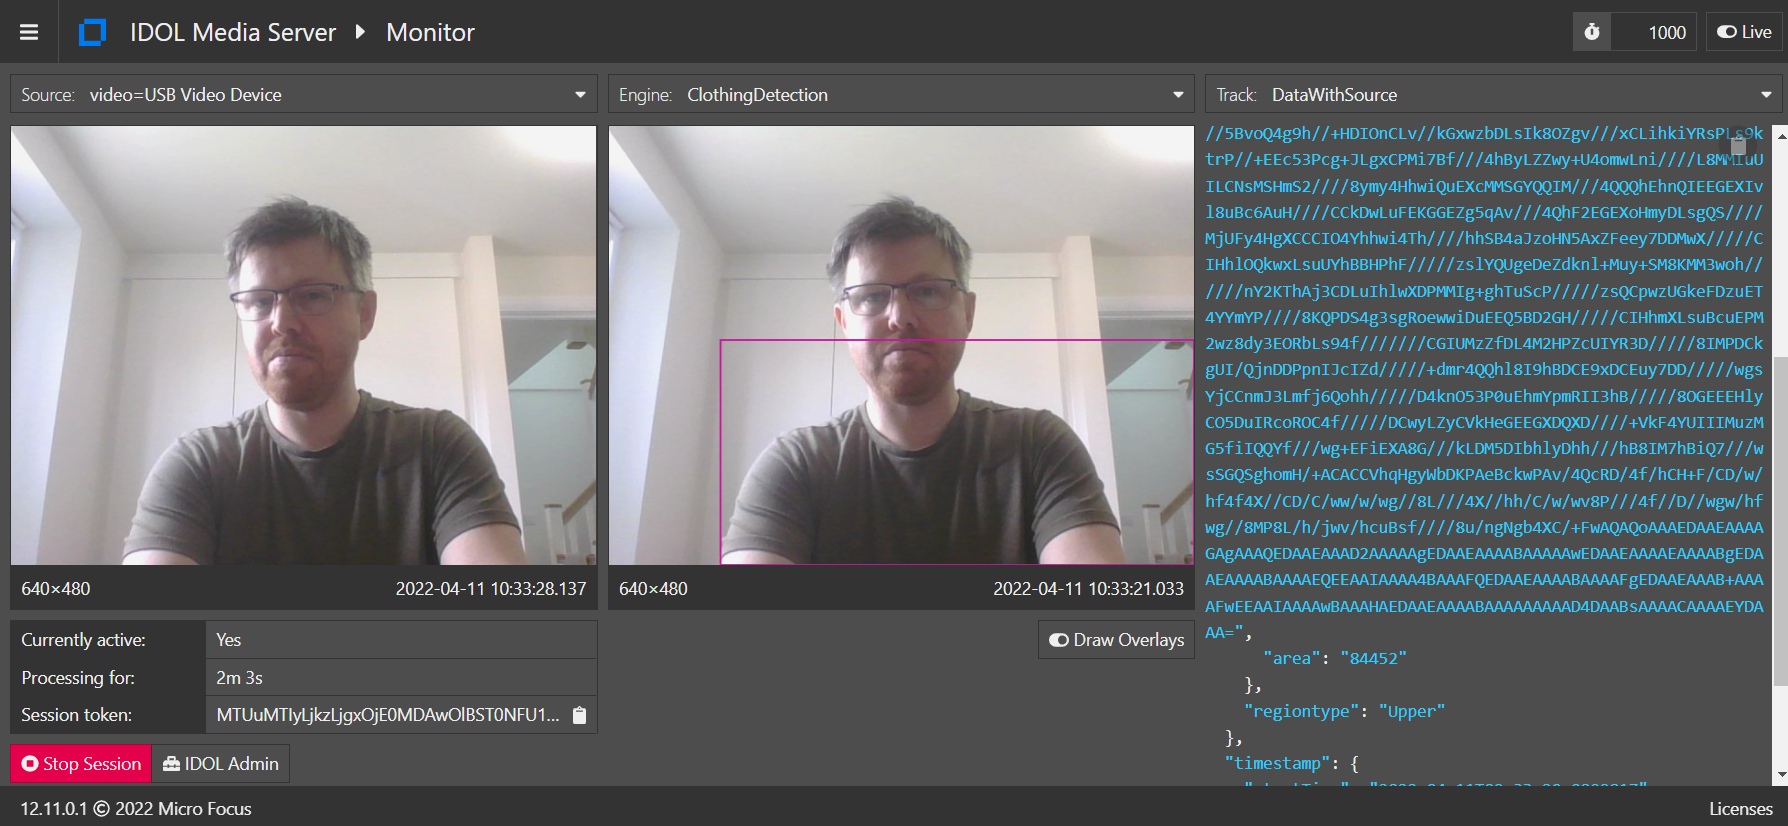 IDOL Media Server Monitor
1000
Live
Source: video=USB Video Device
Engine: ClothingDetection
Track: DataWithSource
640×480
2022-04-11 10:33:28.137
640×480
2022-04-11 10:33:21.033
Currently active: Yes
Processing for: 2m 3s
Session token:
Draw Overlays
Stop Session
IDOL Admin
//5BvoQ4g9h//+HDIOnCLv//kGxwzbDLsIk8OZgv///xCLihkiYRsPLs9k
trP//+EEc53Pcg+JLgxCPMi7Bf///4hByLZZwy+U4omwLni////L8MMIuU
ILCNsMSHmS2////8ymy4HhwiQuEXcMMSGYQQIM///4QQQhEhnQIEEGEXIv
l8uBc6AuH////CCkDwLuFEKGGEZg5qAv///4QhF2EGEXoHmyDLsgQS////
MjUFy4HgXCCCIO4Yhhwi4Th////hhSB4aJzoHN5AxZFeey7DDMwX/////C
IHhlOQkwxLsuUYhBBHPhF/////zslYQUgeDeZdknl+Muy+SM8KMM3woh//
////nY2KThAj3CDLuIhlwXDPMMIg+ghTuScP/////zsQCpwzUGkeFDzuET
4YYmYP////8KQPDS4g3sgRoewwiDuEEQ5BD2GH/////CIHhmXLsuBcuEPM
2wz8dy3EORbLs94f///////CGIUMzZfDL4M2HPZcUIYR3D/////8IMPDCk
gUI/QjnDDPpnIJcIZd/////+dmr4QQhl8I9hBDCE9xDCEuy7DD/////wgs
YjCCnmJ3Lmfj6Qohh/////D4knO53P0uEhmYpmRII3hB/////8OGEEEHly
CO5DuIRcoROC4f/////DCwyLZyCVkHeGEEGXDQXD////+VkF4YUIIIMuzM
G5fiIQQYf///wg+EFiEXA8G///kLDM5DIbhlyDhh///hB8IM7hBiQ7///w
sSGQSghomH/+ACACCVhqHgyWbDKPAeBckwPAv/4QcRD/4f/hCH+F/CD/w/
hf4f4X//CD/C/ww/w/wg//8L///4X//hh/C/w/wv8P///4f//D//wgw/hf
wg//8MP8L/h/jwv/hcuBsf////8u/ngNgb4XC/+FwAQAQoAAAEDAAEAAAA
GAgAAAQEDAAEAAAD2AAAAAgEDAAEAAAABAAAAAwEDAAEAAAAEAAAABgEDA
AEAAAABAAAAEQEEAAIAAAA4BAAAFQEDAAEAAAABAAAAFgEDAAEAAAB+AAA
AFwEEAAIAAAAwBAAAHAEDAAEAAAABAAAAAAAAAD4DAABsAAAACAAAAEYDA
AA=",
"area": "84452"
},
"regiontype": "Upper"
},
"timestamp": {
12.11.0.1 © 2022 Micro Focus
Licenses